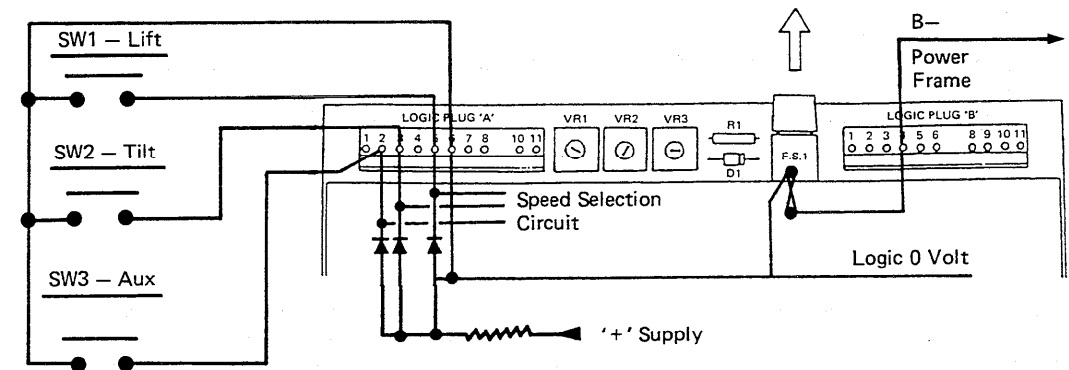 SW1 – Lift
SW2 – Tilt
SW3 – Aux
B–
Power
Frame
LOGIC PLUG 'A'
1 2 3 4 5 6 7 8 10 11
VR1 VR2 VR3
R1
D1
F.S.1
LOGIC PLUG 'B'
1 2 3 4 5 6 8 9 10 11
Speed Selection
Circuit
Logic 0 Volt
'+' Supply